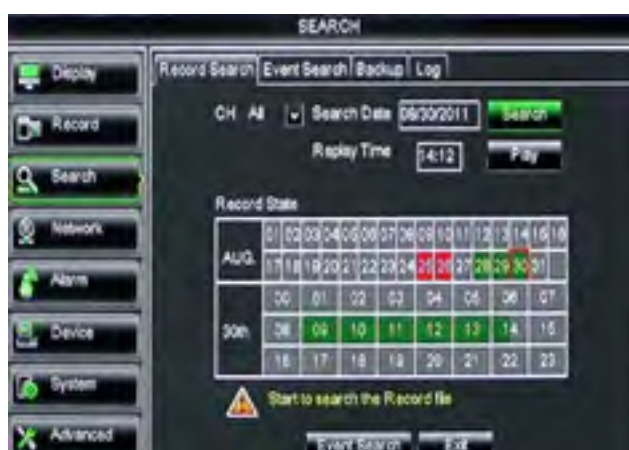 SEARCH
Display
Record
Search
Network
Alarm
Device
System
Advanced
Record Search Event Search Backup Log
CH All Search Date 08/30/2011 Search
Replay Time 14:12 Play
Record State
AUG. 01 02 03 04 05 06 07 08 09 10 11 12 13 14 15 16
17 18 19 20 21 22 23 24 25 26 27 28 29 30 31
30th 00 01 02 03 04 05 06 07
08 09 10 11 12 13 14 15
16 17 18 19 20 21 22 23
Start to search the Record file
Event Search Exit